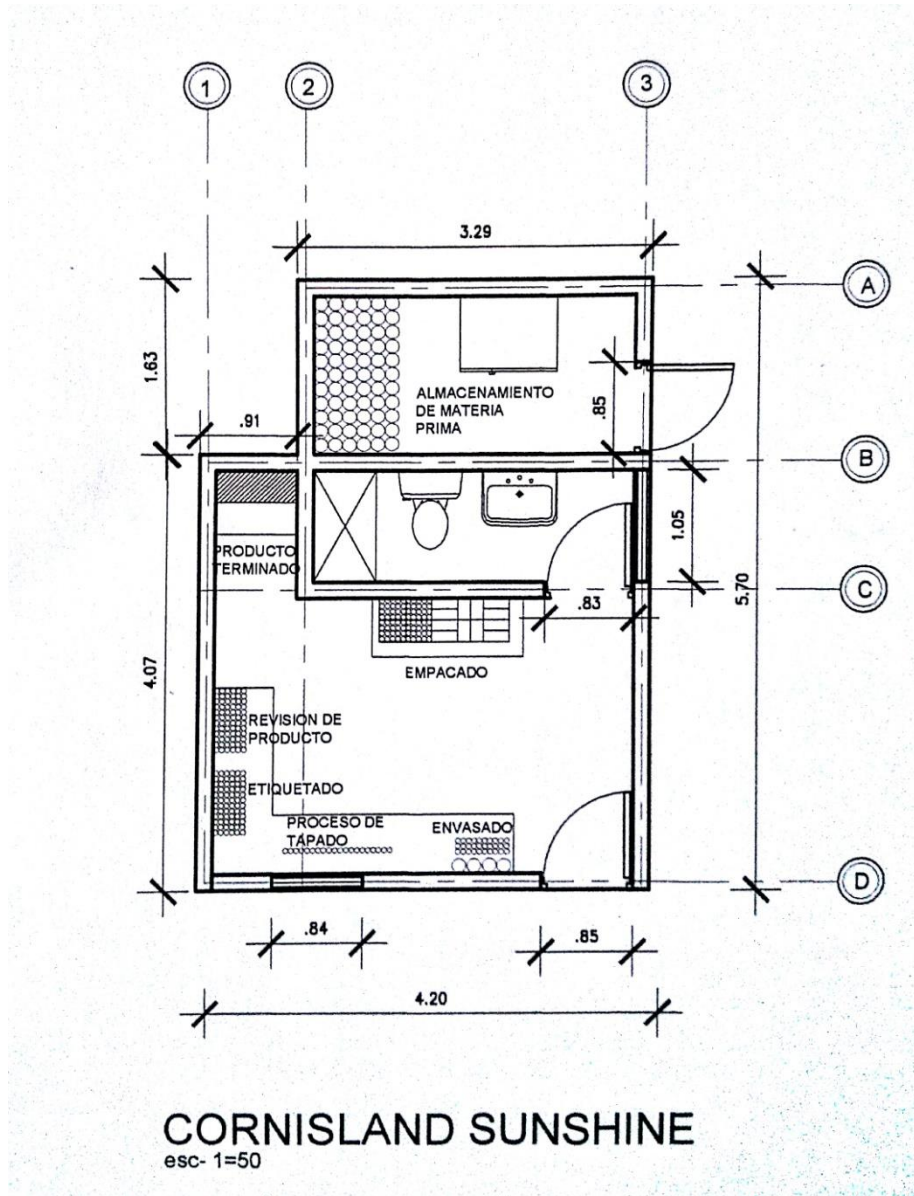 1
2
3
3.29
A
1.63
ALMACENAMIENTO
DE MATERIA
PRIMA
.85
.91
B
1.05
PRODUCTO
TERMINADO
5.70
C
.83
EMPACADO
4.07
REVISION DE
PRODUCTO
ETIQUETADO
PROCESO DE
TAPADO
ENVASADO
D
.84
.85
4.20
CORNISLAND SUNSHINE
esc- 1=50